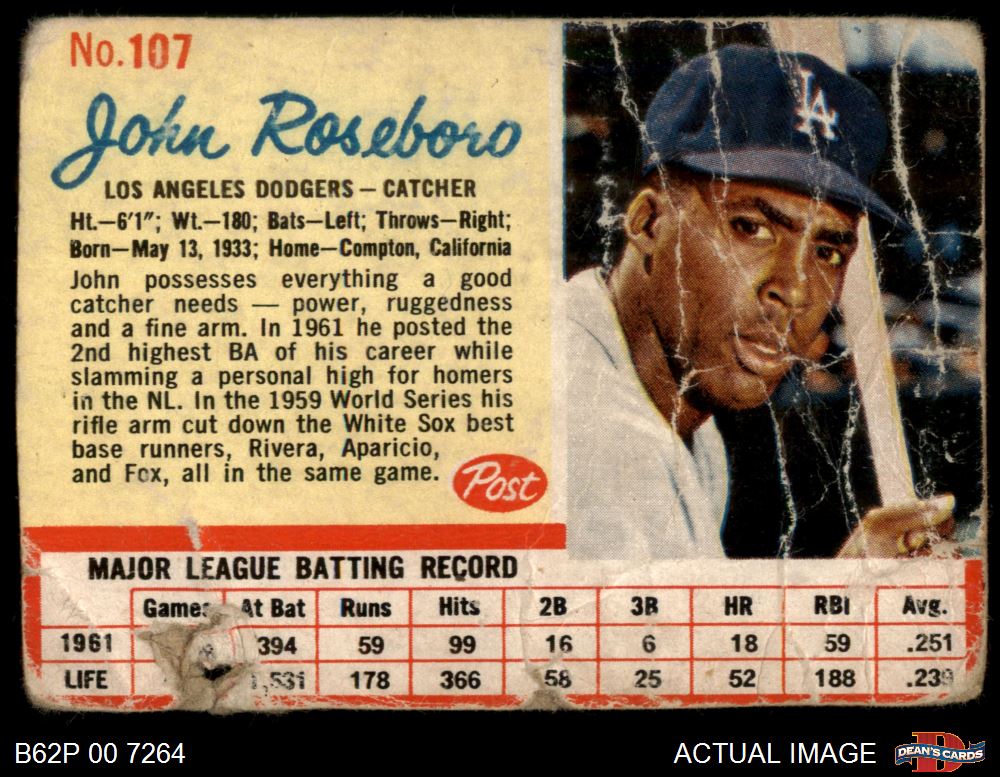 No. 107
John Roseboro
LOS ANGELES DODGERS – CATCHER
Ht.—6'1"; Wt.—180; Bats—Left; Throws—Right;
Born—May 13, 1933; Home—Compton, California
John possesses everything a good
catcher needs — power, ruggedness
and a fine arm. In 1961 he posted the
2nd highest BA of his career while
slamming a personal high for homers
in the NL. In the 1959 World Series his
rifle arm cut down the White Sox best
base runners, Rivera, Aparicio,
and Fox, all in the same game.
Post
LA
MAJOR LEAGUE BATTING RECORD
Games At Bat Runs Hits 2B 3B HR RBI Avg.
1961 394 59 99 16 6 18 59 .251
LIFE 1,531 178 366 58 25 52 188 .239
B62P 00 7264
ACTUAL IMAGE
D
DEAN'S CARDS